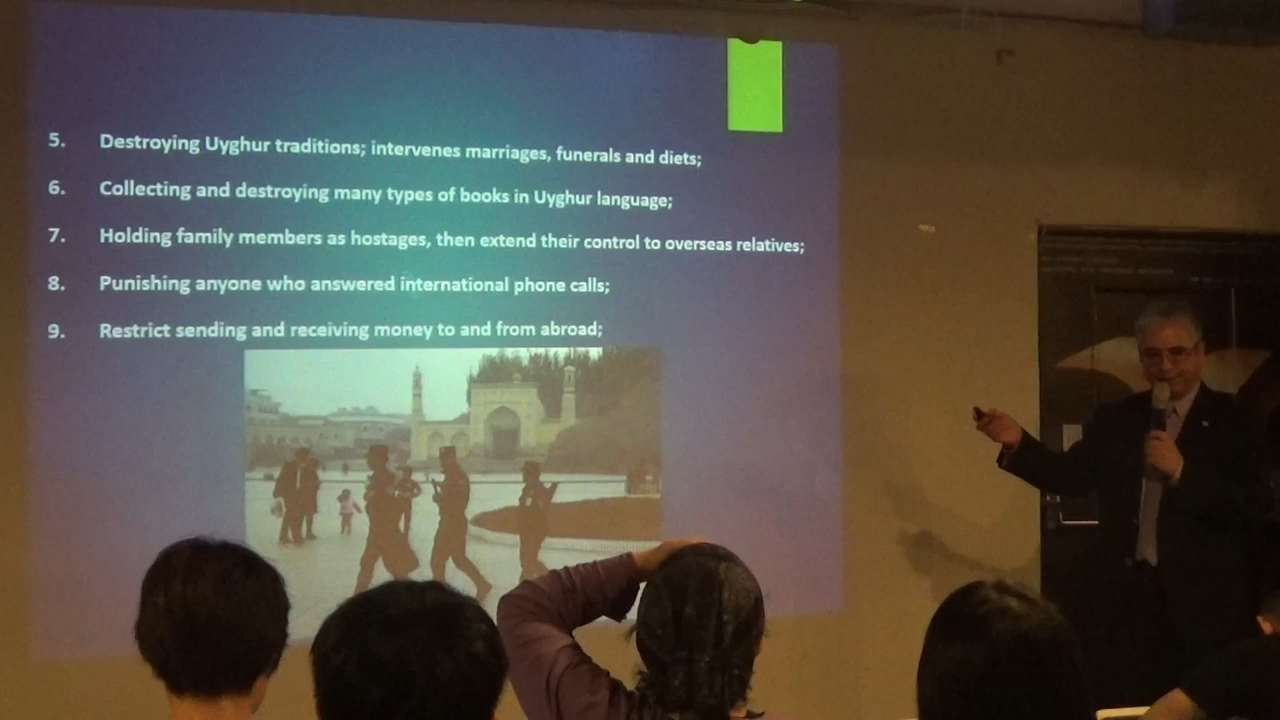 5. Destroying Uyghur traditions; intervenes marriages, funerals and diets;
6. Collecting and destroying many types of books in Uyghur language;
7. Holding family members as hostages, then extend their control to overseas relatives;
8. Punishing anyone who answered international phone calls;
9. Restrict sending and receiving money to and from abroad;